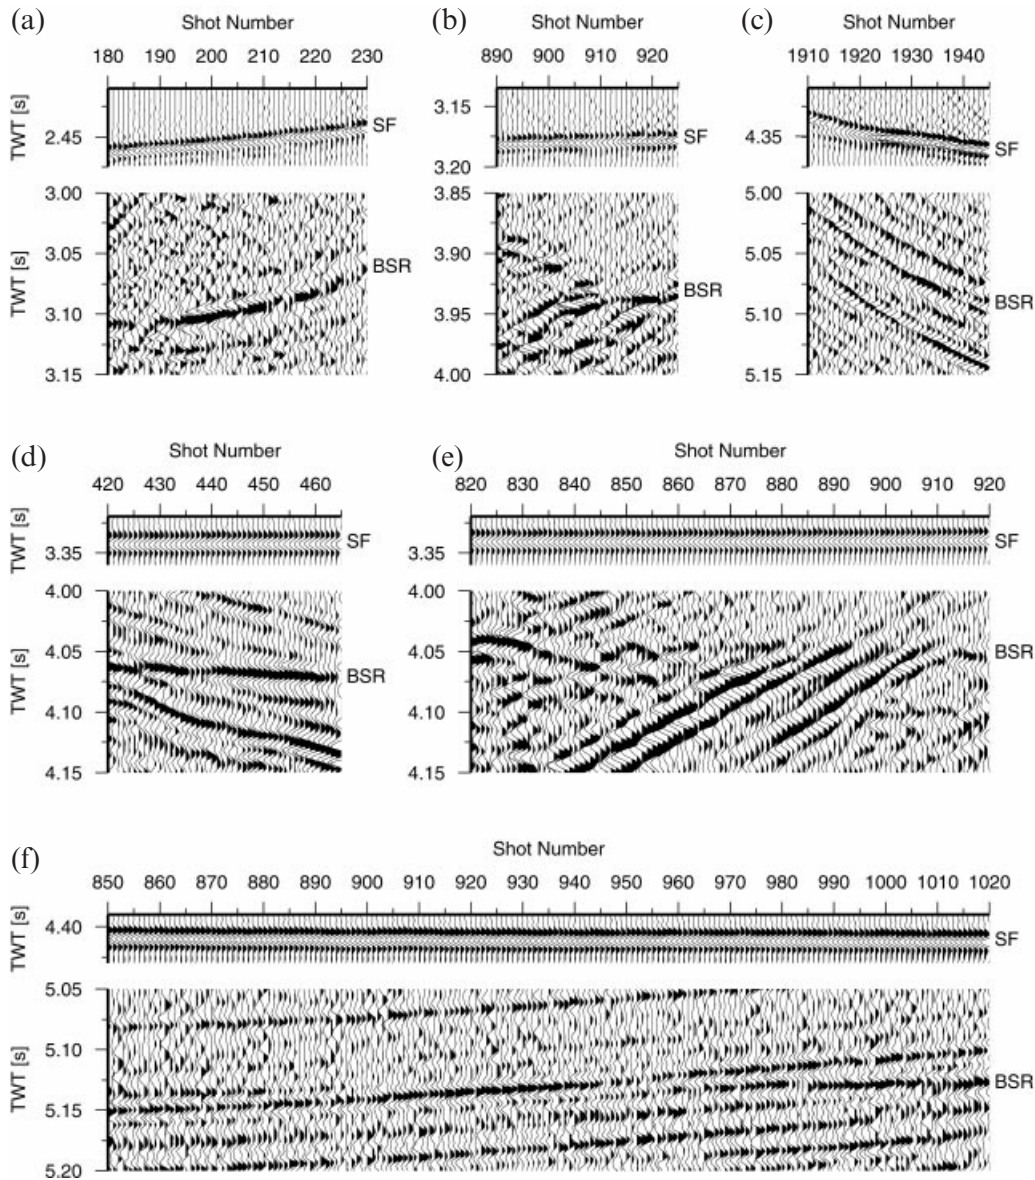 (a) Shot Number
180 190 200 210 220 230
TWT [s]
2.45
SF
3.00
3.05
3.10
3.15
TWT [s]
BSR
(b) Shot Number
890 900 910 920
TWT [s]
3.15
3.20
SF
3.85
3.90
3.95
4.00
TWT [s]
BSR
(c) Shot Number
1910 1920 1930 1940
TWT [s]
4.35
SF
5.00
5.05
5.10
5.15
TWT [s]
BSR
(d) Shot Number
420 430 440 450 460
TWT [s]
3.35
SF
4.00
4.05
4.10
4.15
TWT [s]
BSR
(e) Shot Number
820 830 840 850 860 870 880 890 900 910 920
TWT [s]
3.35
SF
4.00
4.05
4.10
4.15
TWT [s]
BSR
(f) Shot Number
850 860 870 880 890 900 910 920 930 940 950 960 970 980 990 1000 1010 1020
TWT [s]
4.40
SF
5.05
5.10
5.15
5.20
TWT [s]
BSR